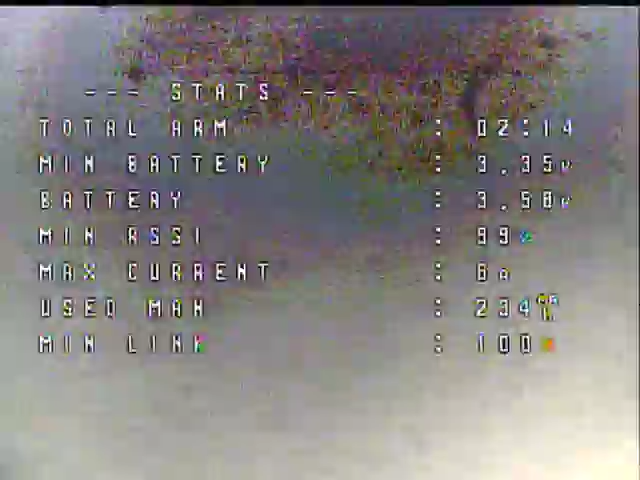 --- STATS ---
TOTAL ARM : 02:14
MIN BATTERY : 3.35V
BATTERY : 3.50V
MIN RSSI : 99%
MAX CURRENT : 6A
USED MAH : 234
MIN LINK : 100%